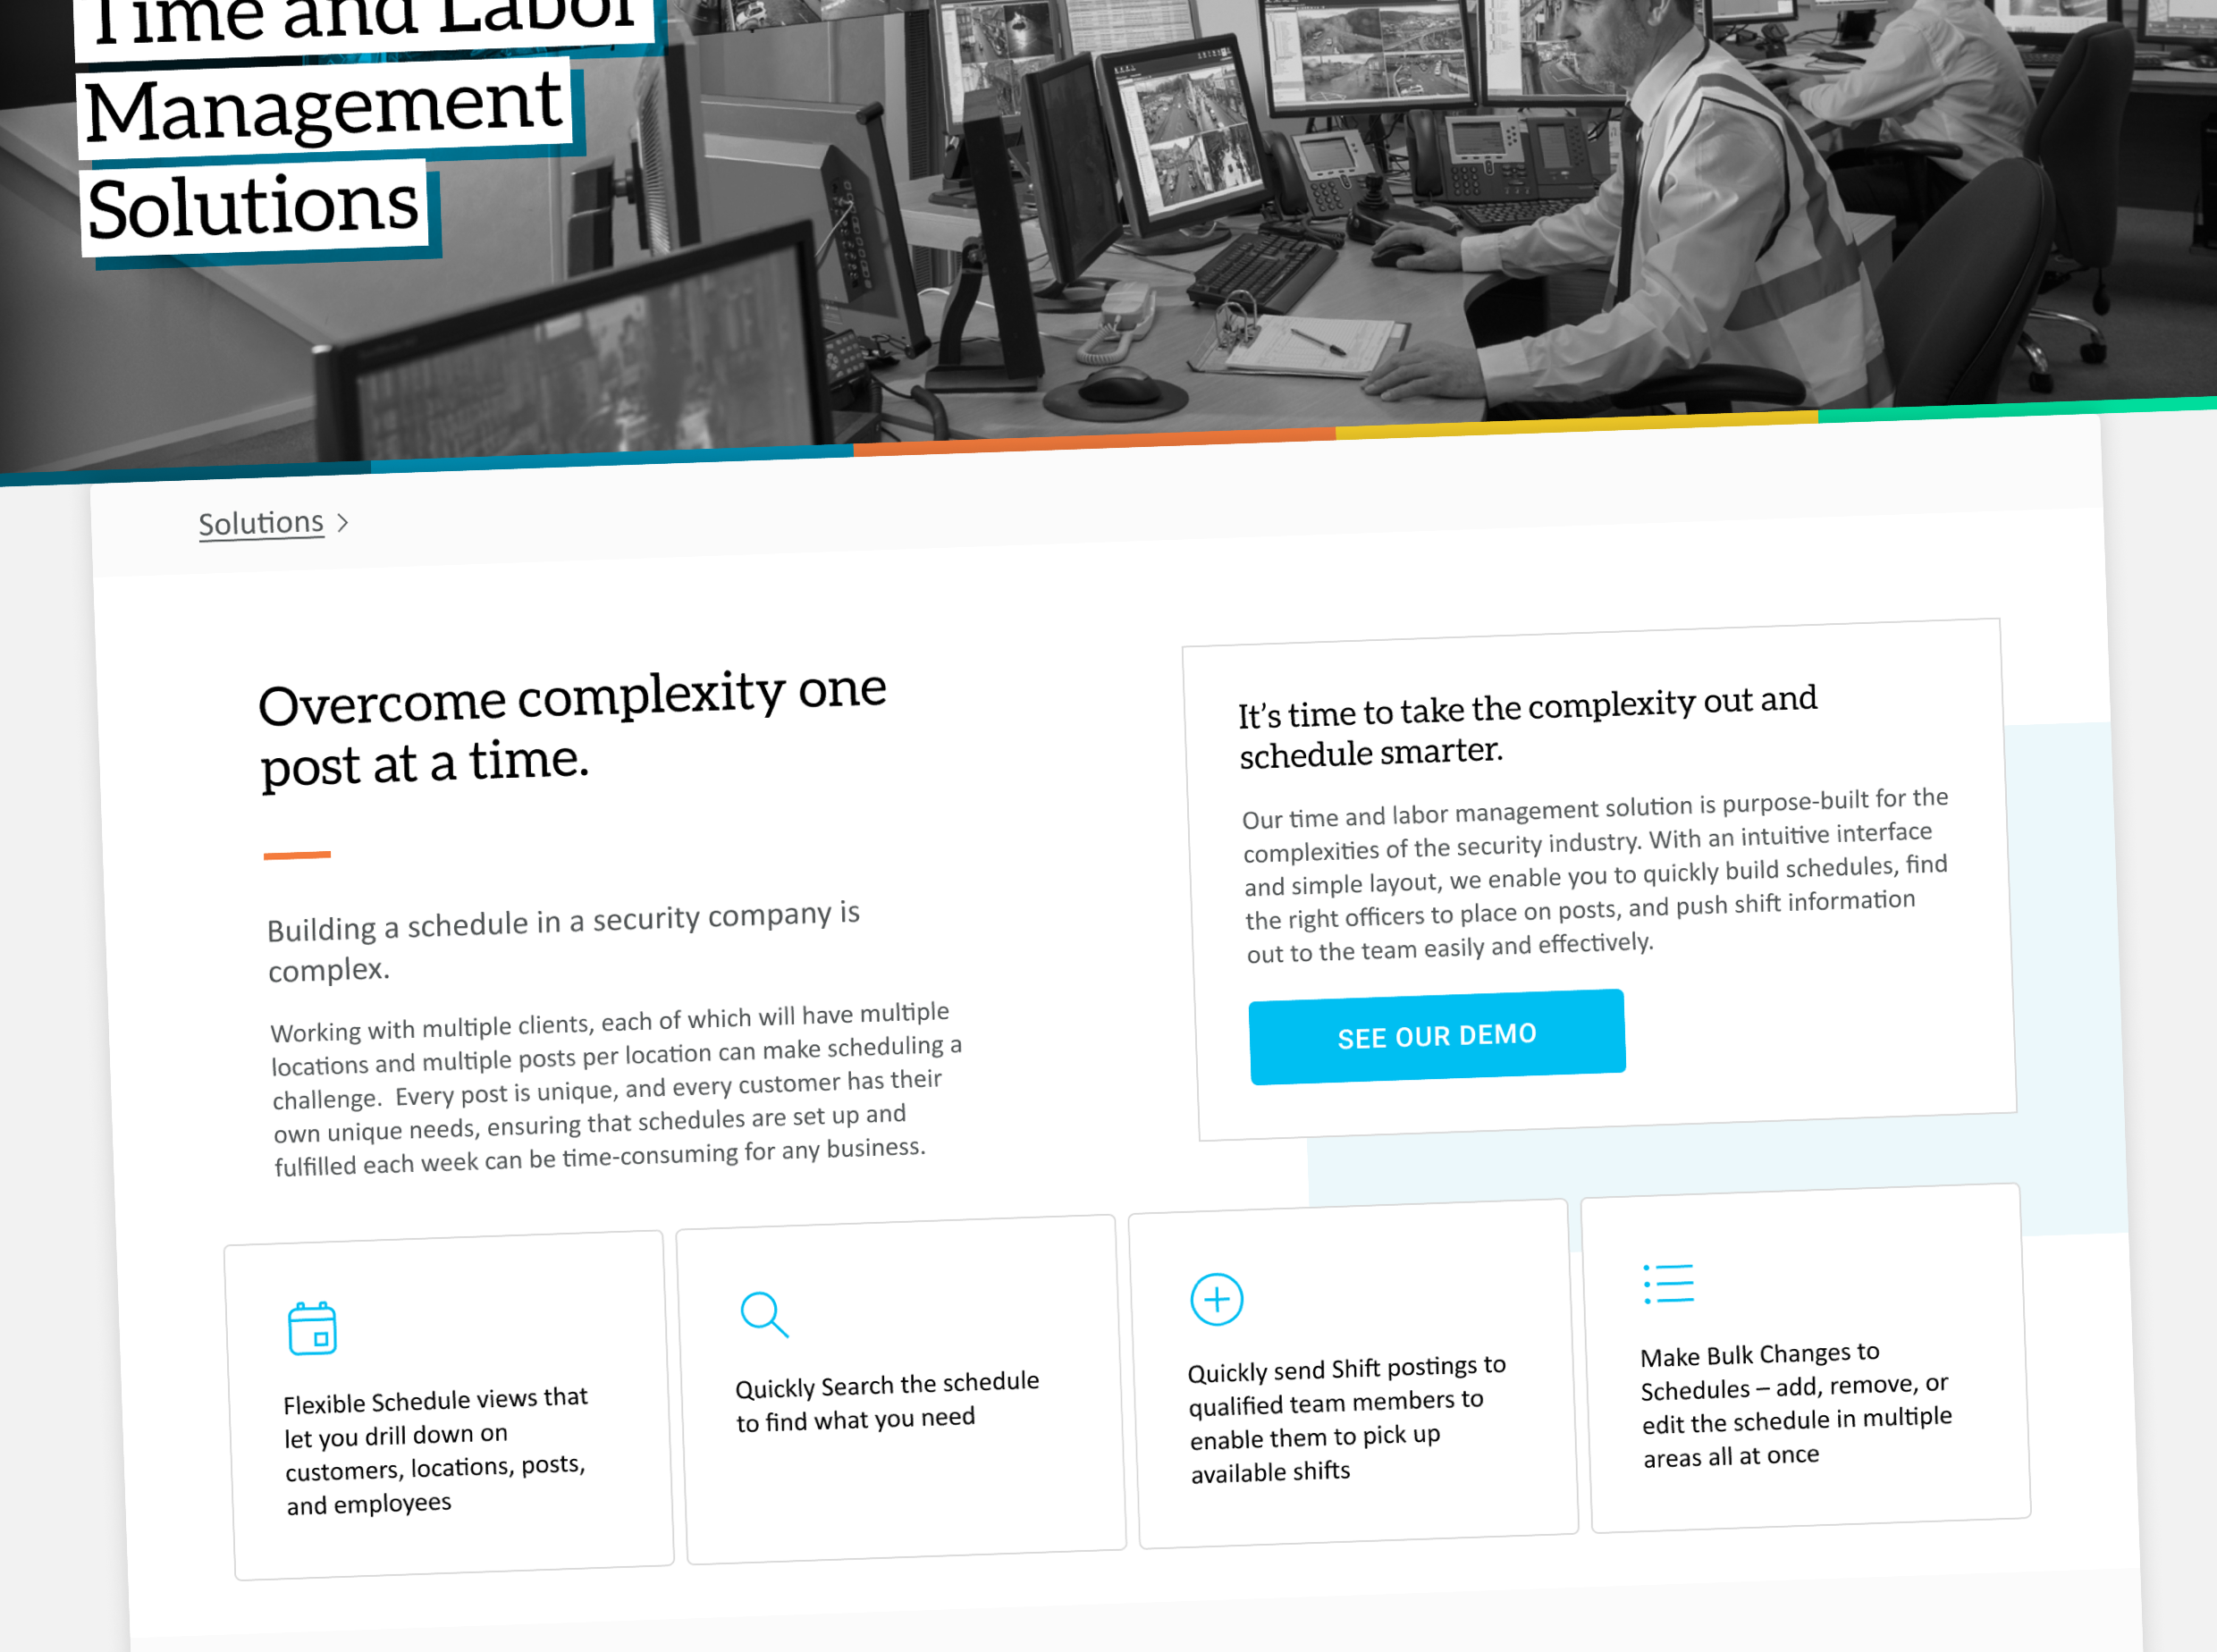 Time and Labor
Management
Solutions
Solutions
Overcome complexity one
post at a time.
Building a schedule in a security company is
complex.
Working with multiple clients, each of which will have multiple
locations and multiple posts per location can make scheduling a
challenge.  Every post is unique, and every customer has their
own unique needs, ensuring that schedules are set up and
fulfilled each week can be time-consuming for any business.
It’s time to take the complexity out and
schedule smarter.
Our time and labor management solution is purpose-built for the
complexities of the security industry. With an intuitive interface
and simple layout, we enable you to quickly build schedules, find
the right officers to place on posts, and push shift information
out to the team easily and effectively.
SEE OUR DEMO
Flexible Schedule views that
let you drill down on
customers, locations, posts,
and employees
Quickly Search the schedule
to find what you need
Quickly send Shift postings to
qualified team members to
enable them to pick up
available shifts
Make Bulk Changes to
Schedules – add, remove, or
edit the schedule in multiple
areas all at once